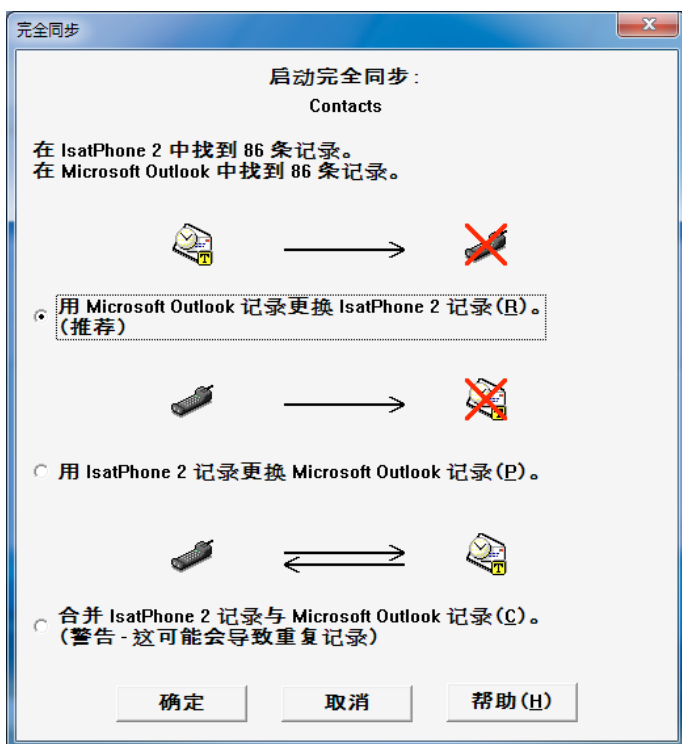 完全同步
启动完全同步:
Contacts
在 IsatPhone 2 中找到 86 条记录。
在 Microsoft Outlook 中找到 86 条记录。
用 Microsoft Outlook 记录更换 IsatPhone 2 记录(R)。
(推荐)
用 IsatPhone 2 记录更换 Microsoft Outlook 记录(P)。
合并 IsatPhone 2 记录与 Microsoft Outlook 记录(C)。
(警告 - 这可能会导致重复记录)
确定 取消 帮助(H)